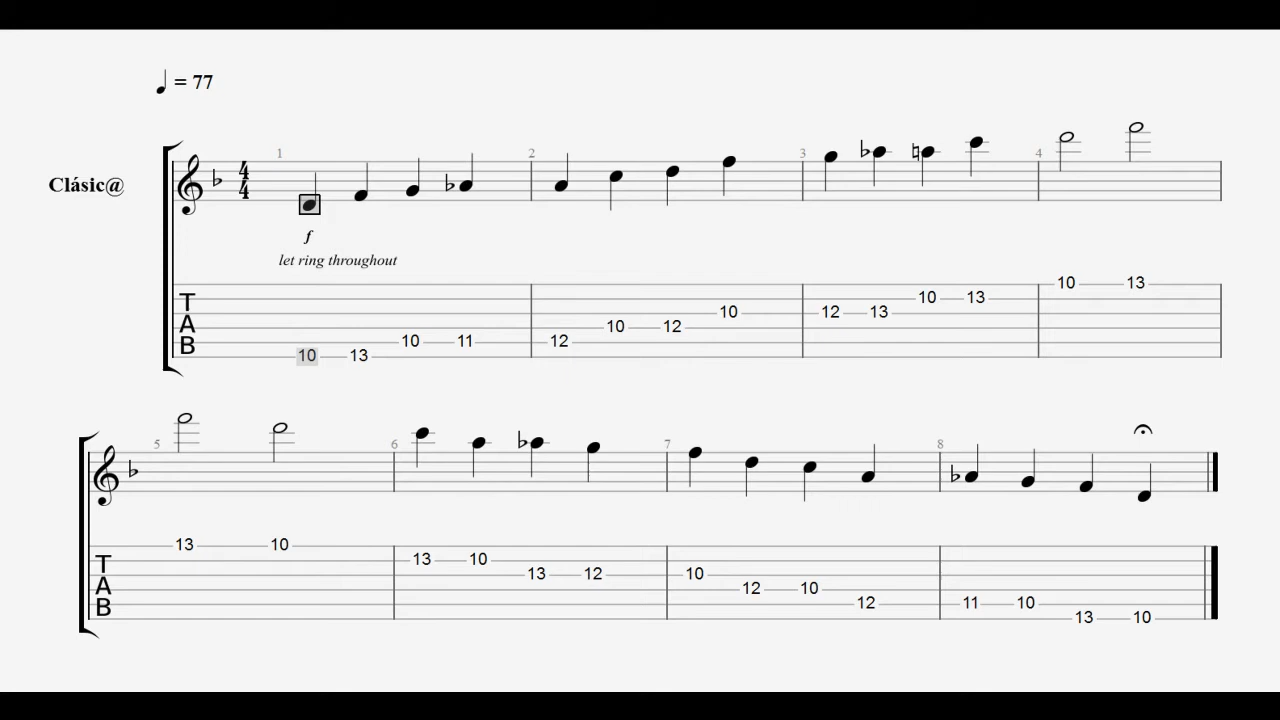 = 77
1 2 3 4
Clásic@
4
4
f
let ring throughout
T 10 13
A 10 13
B 10 12 13
10 12
10 11 12
10 13
5 6 7 8
T 13 10
A 13 10
B 13 12 10
12 10
12 11 10
13 10